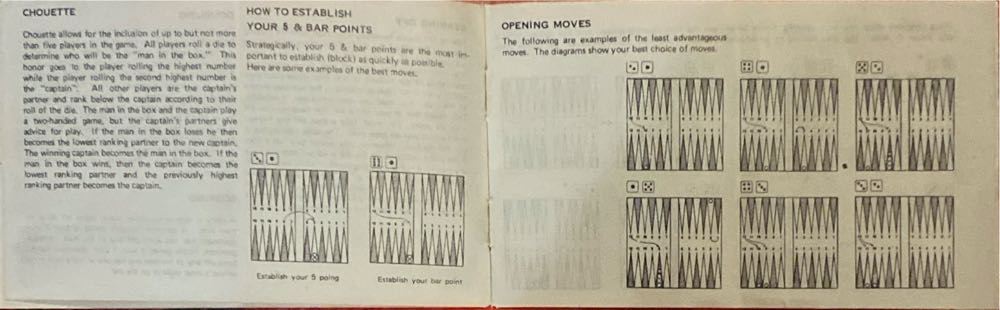 CHOUETTE
Chouette allows for the inclusion of up to but not more
than five players in the game. All players roll a die to
determine who will be the "man in the box." This
honor goes to the player rolling the highest number
while the player rolling the second highest number is
the "captain". All other players are the captain's
partner and rank below the captain according to their
roll of the die. The man in the box and the captain play
a two-handed game, but the captain's partners give
advice for play. If the man in the box loses he then
becomes the lowest ranking partner to the new captain.
The winning captain becomes the man in the box. If the
man in the box wins, then the captain becomes the
lowest ranking partner and the previously highest
ranking partner becomes the captain.
HOW TO ESTABLISH
YOUR 5 & BAR POINTS
Strategically, your 5 & bar points are the most im-
portant to establish (block) as quickly as possible.
Here are some examples of the best moves.
Establish your 5 poing
Establish your bar point
OPENING MOVES
The following are examples of the least advantageous
moves. The diagrams show your best choice of moves.